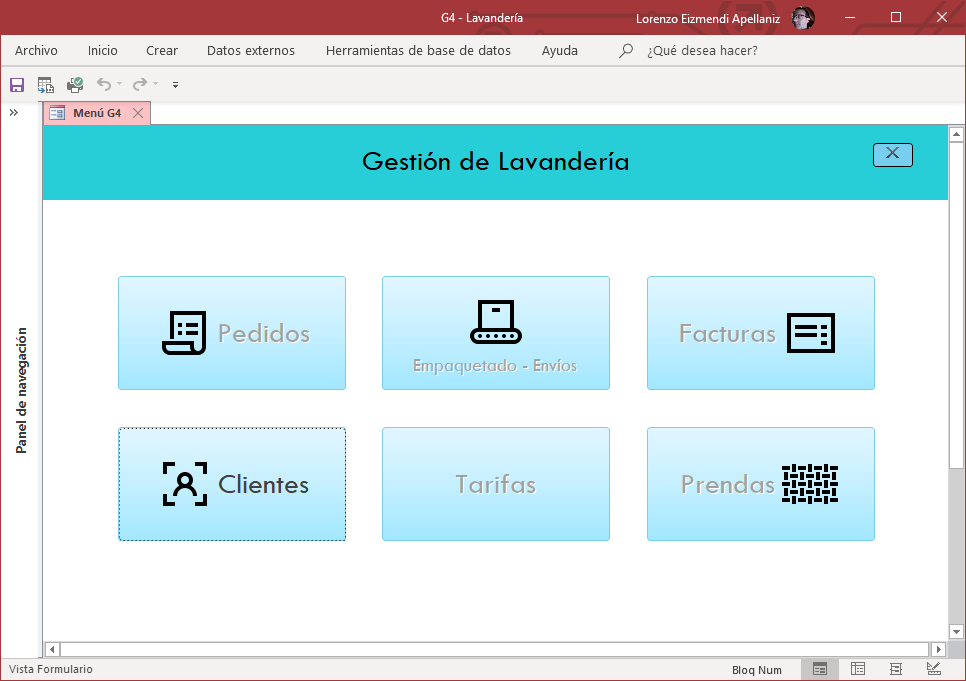 G4 - Lavandería
Lorenzo Eizmendi Apellaniz
Archivo Inicio Crear Datos externos Herramientas de base de datos Ayuda ¿Qué desea hacer?
Menú G4
Gestión de Lavandería
Panel de navegación
Pedidos
Empaquetado - Envíos
Facturas
Clientes
Tarifas
Prendas
Vista Formulario
Bloq Num